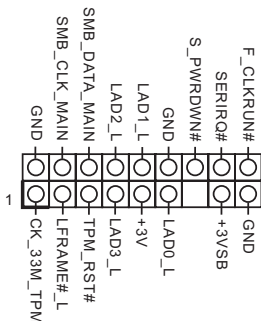 GND
SMB_CLK_MAIN
SMB_DATA_MAIN
LAD2_L
LAD1_L
GND
S_PWRDWN#
SERIRQ#
F_CLKRUN#
1
CK_33M_TPM
LFRAME#_L
TPM_RST#
LAD3_L
+3V
LAD0_L
+3VSB
GND